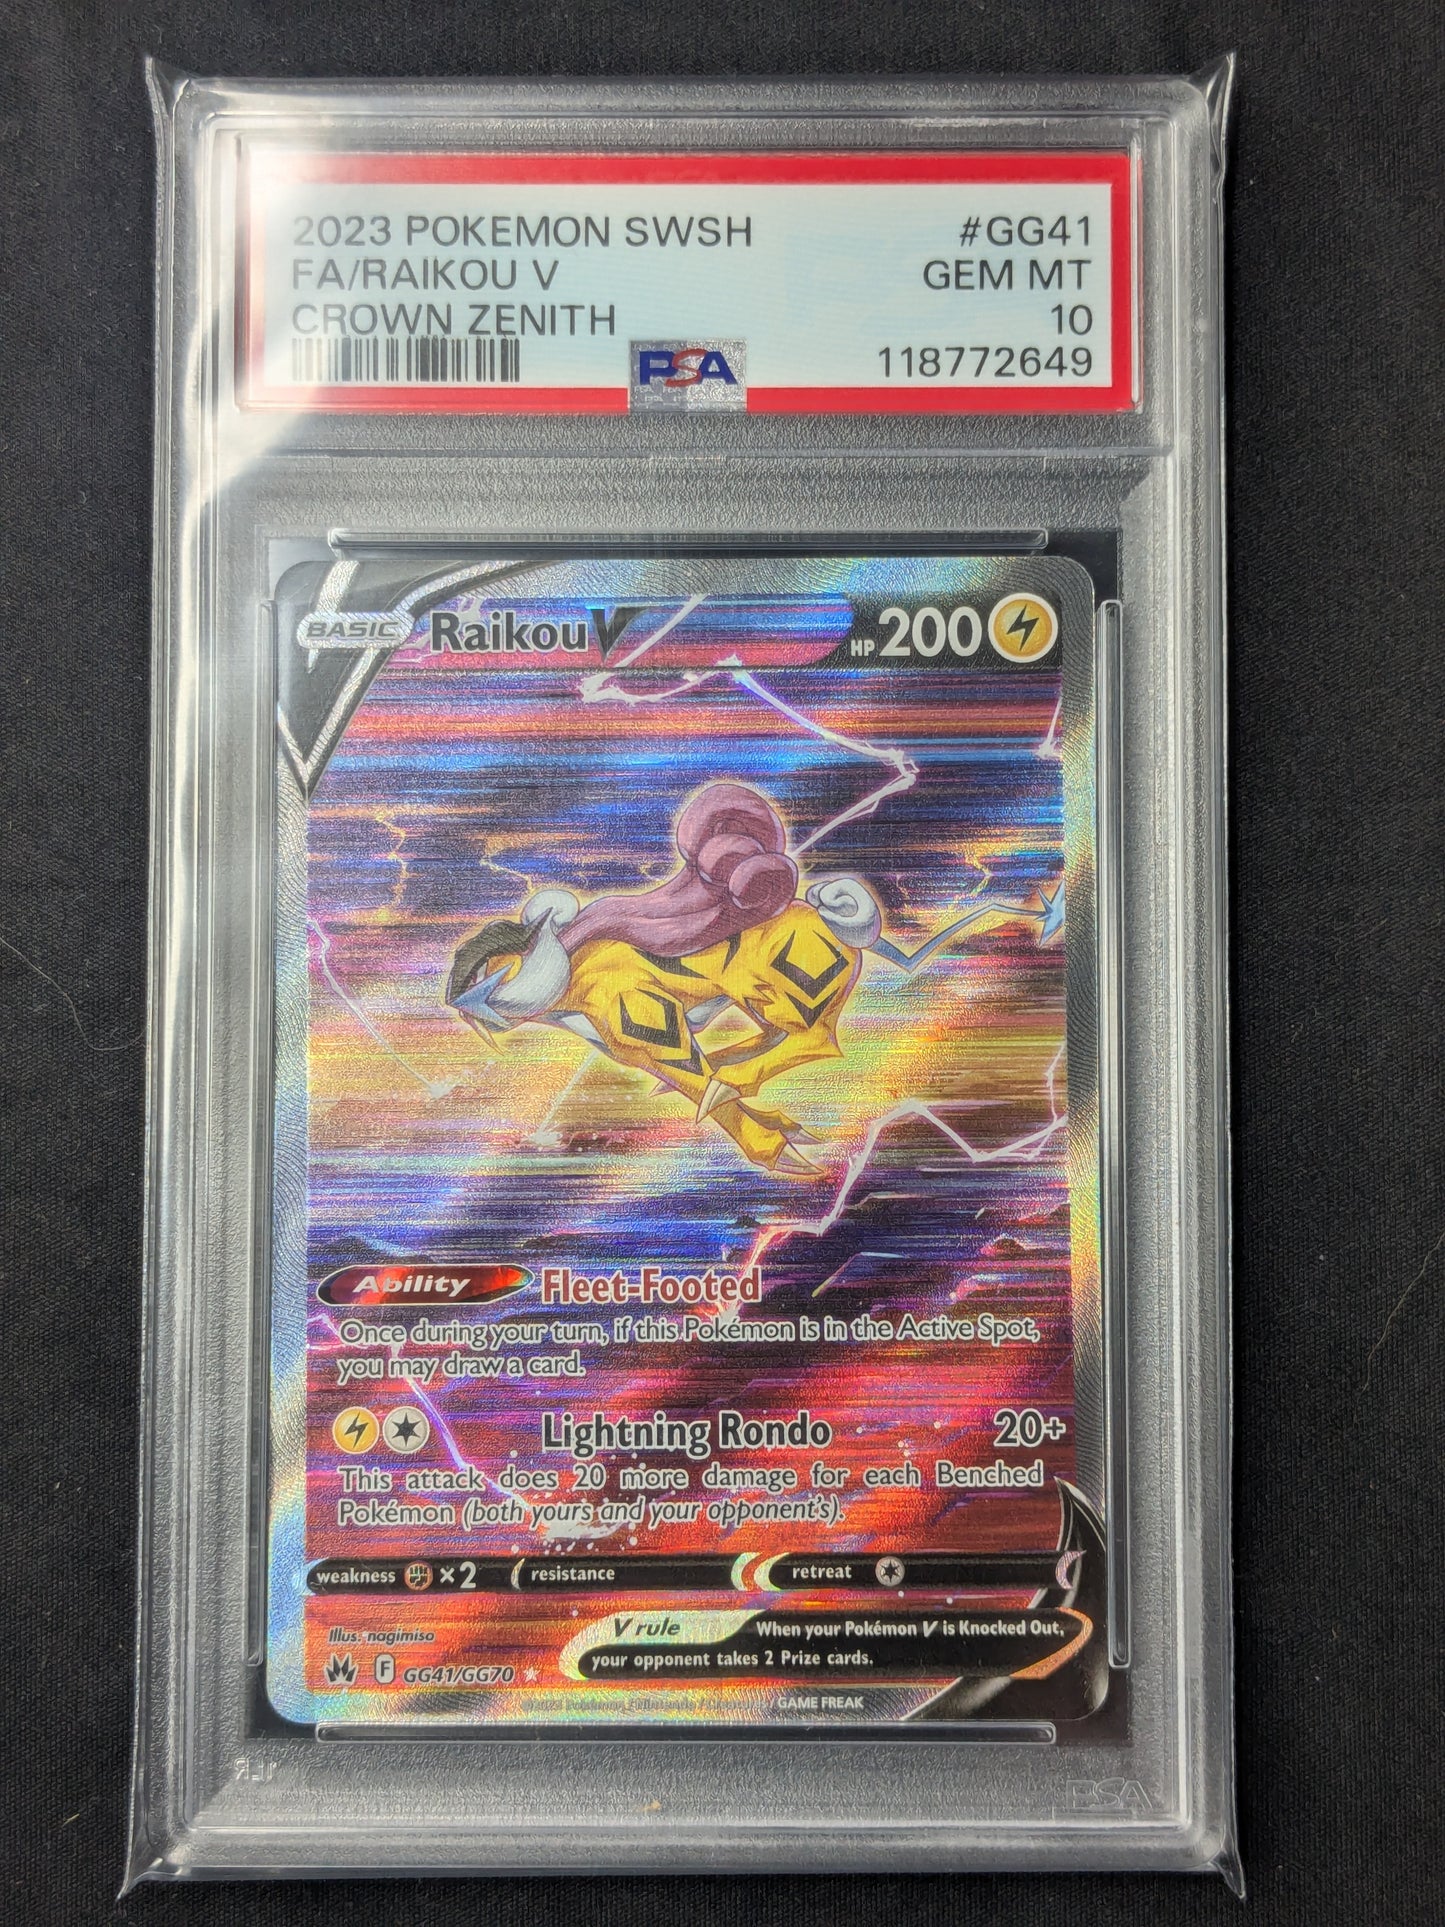 2023 POKEMON SWSH #GG41
FA/RAIKOU V GEM MT
CROWN ZENITH 10
PSA 118772649
BASIC Raikou V HP 200
Ability Fleet-Footed
Once during your turn, if this Pokémon is in the Active Spot,
you may draw a card.
Lightning Rondo 20+
This attack does 20 more damage for each Benched
Pokémon (both yours and your opponent's).
weakness ×2 resistance retreat
V rule When your Pokémon V is Knocked Out,
your opponent takes 2 Prize cards.
Illus. nagimiso
F GG41/GG70
GAME FREAK
PSA